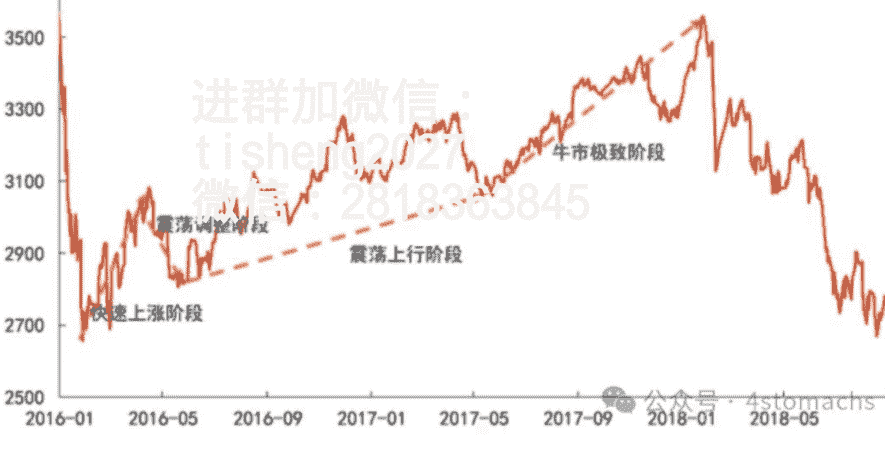 3500
进群加微信：
3300
tisheng2027
牛市极致阶段
3100
微信：2818363845
震荡调整阶段
2900
震荡上行阶段
快速上涨阶段
2700
2500
公众号·4stomachs
2016-01 2016-05 2016-09 2017-01 2017-05 2017-09 2018-01 2018-05